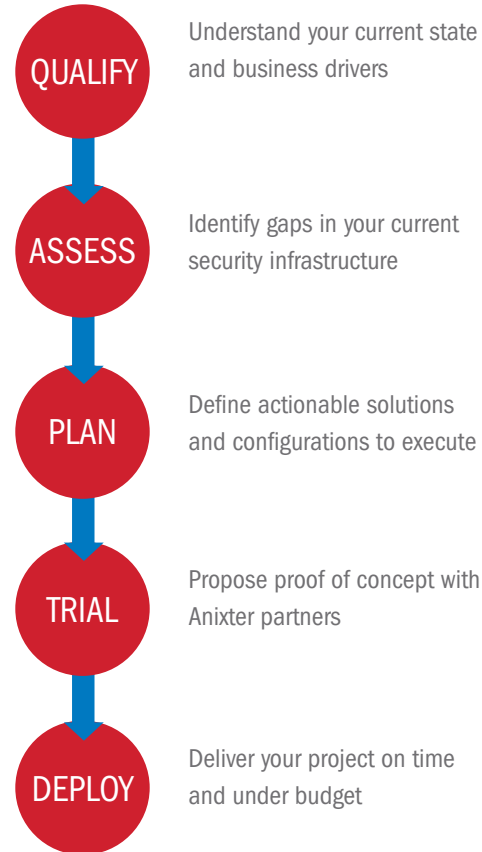 QUALIFY
Understand your current state
and business drivers
ASSESS
Identify gaps in your current
security infrastructure
PLAN
Define actionable solutions
and configurations to execute
TRIAL
Propose proof of concept with
Anixter partners
DEPLOY
Deliver your project on time
and under budget